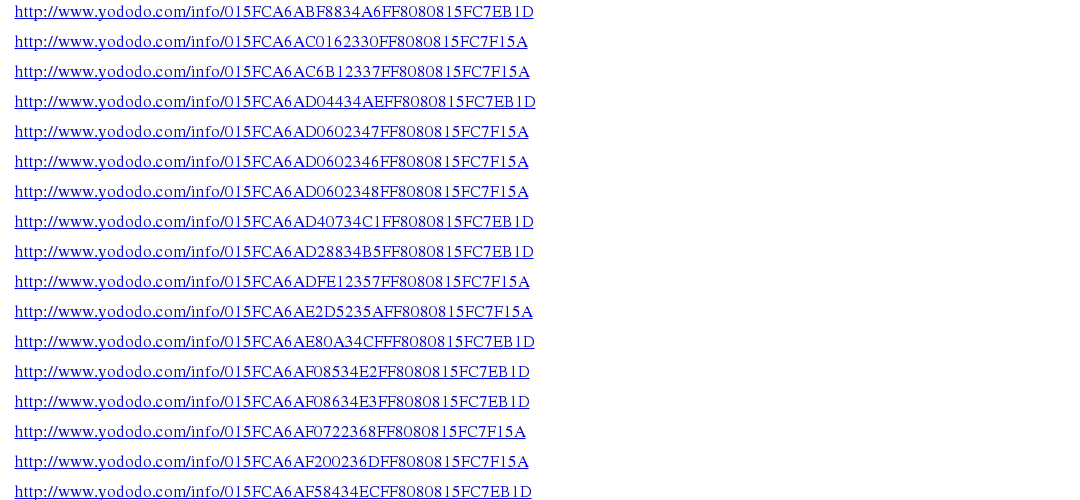 http://www.yododo.com/info/015FCA6ABF8834A6FF8080815FC7EB1D
http://www.yododo.com/info/015FCA6AC0162330FF8080815FC7F15A
http://www.yododo.com/info/015FCA6AC6B12337FF8080815FC7F15A
http://www.yododo.com/info/015FCA6AD04434AEFF8080815FC7EB1D
http://www.yododo.com/info/015FCA6AD0602347FF8080815FC7F15A
http://www.yododo.com/info/015FCA6AD0602346FF8080815FC7F15A
http://www.yododo.com/info/015FCA6AD0602348FF8080815FC7F15A
http://www.yododo.com/info/015FCA6AD40734C1FF8080815FC7EB1D
http://www.yododo.com/info/015FCA6AD28834B5FF8080815FC7EB1D
http://www.yododo.com/info/015FCA6ADFE12357FF8080815FC7F15A
http://www.yododo.com/info/015FCA6AE2D5235AFF8080815FC7F15A
http://www.yododo.com/info/015FCA6AE80A34CFFF8080815FC7EB1D
http://www.yododo.com/info/015FCA6AF08534E2FF8080815FC7EB1D
http://www.yododo.com/info/015FCA6AF08634E3FF8080815FC7EB1D
http://www.yododo.com/info/015FCA6AF0722368FF8080815FC7F15A
http://www.yododo.com/info/015FCA6AF200236DFF8080815FC7F15A
http://www.yododo.com/info/015FCA6AF58434ECFF8080815FC7EB1D